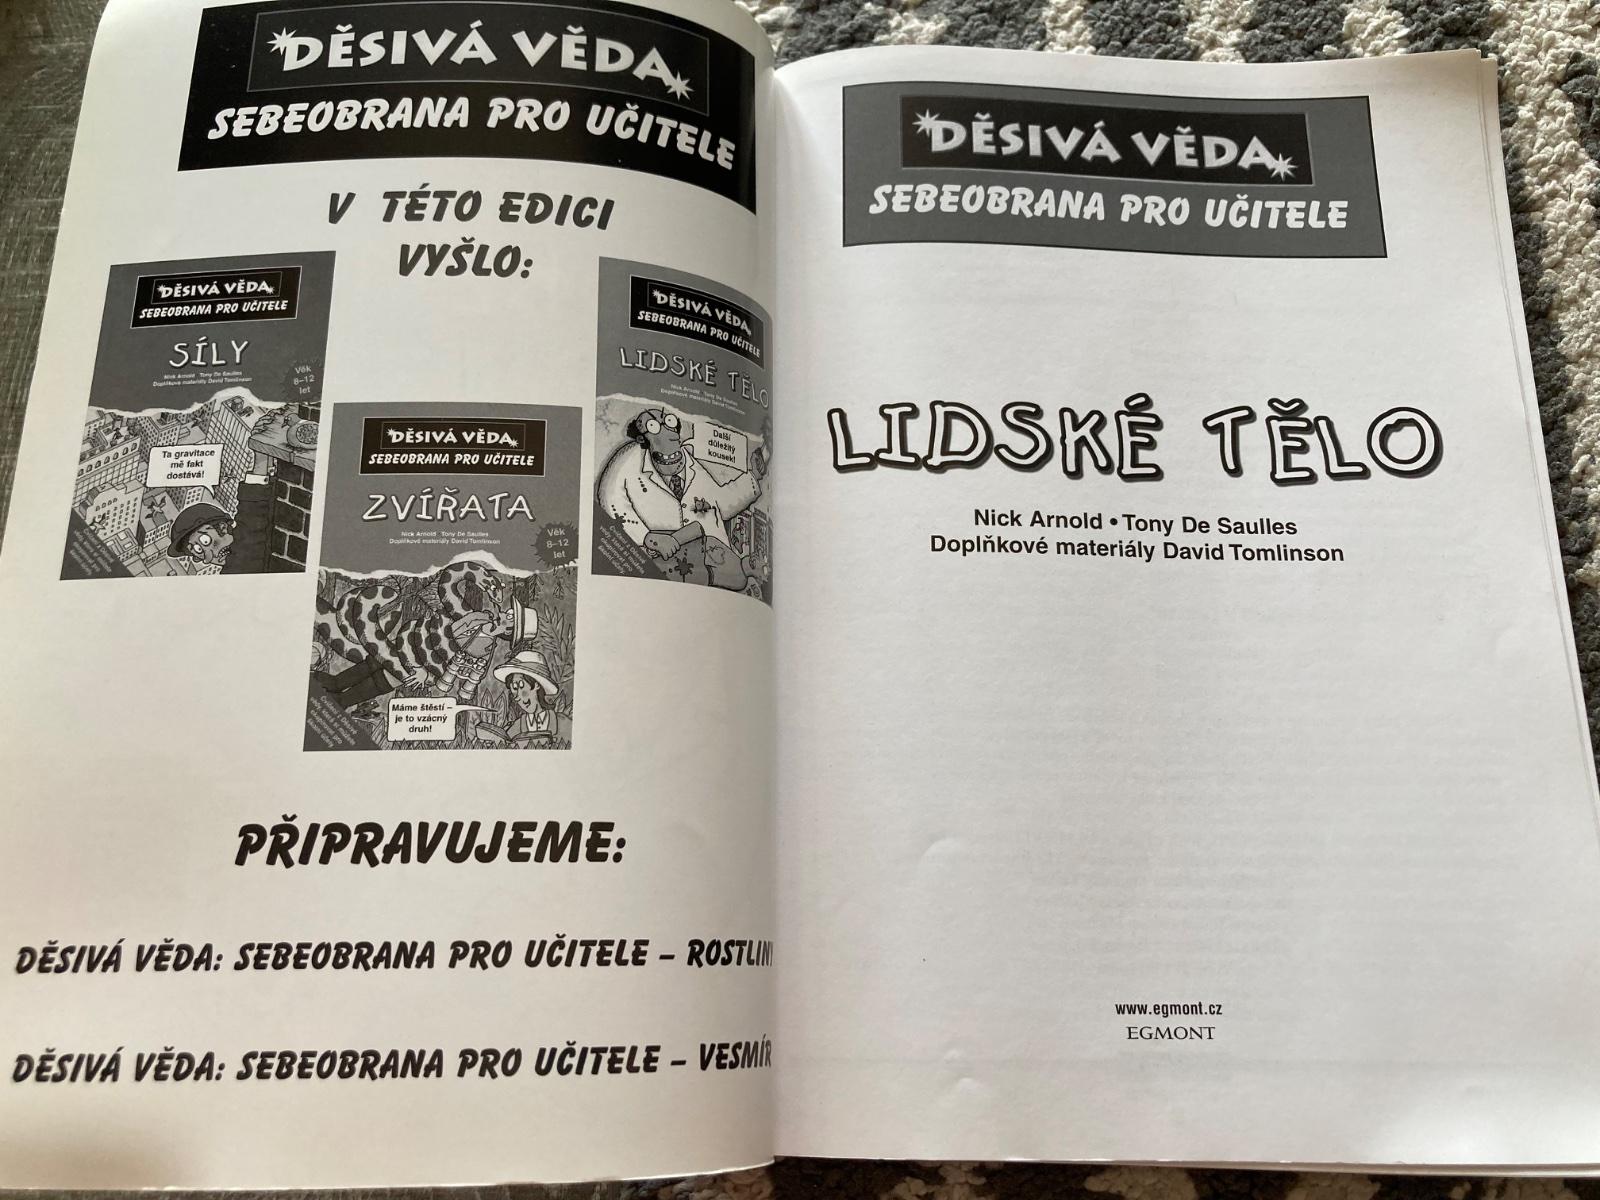 DĚSIVÁ VĚDA
SEBEOBRANA PRO UČITELE
V TÉTO EDICI
VYŠLO:
DĚSIVÁ VĚDA
SEBEOBRANA PRO UČITELE
SÍLY
Nick Arnold Tony De Saulles
Doplňkové materiály David Tomlinson
Věk
8–12
let
Ta gravitace
mě fakt
dostává!
DĚSIVÁ VĚDA
SEBEOBRANA PRO UČITELE
ZVÍŘATA
Nick Arnold Tony De Saulles
Doplňkové materiály David Tomlinson
Věk
8–12
let
Máme štěstí –
je to vzácný
druh!
DĚSIVÁ VĚDA
SEBEOBRANA PRO UČITELE
LIDSKÉ TĚLO
Nick Arnold Tony De Saulles
Doplňkové materiály David Tomlinson
Další
důležitý
kousek!
PŘIPRAVUJEME:
DĚSIVÁ VĚDA: SEBEOBRANA PRO UČITELE – ROSTLINY
DĚSIVÁ VĚDA: SEBEOBRANA PRO UČITELE – VESMÍR
DĚSIVÁ VĚDA
SEBEOBRANA PRO UČITELE
LIDSKÉ TĚLO
Nick Arnold • Tony De Saulles
Doplňkové materiály David Tomlinson
www.egmont.cz
EGMONT